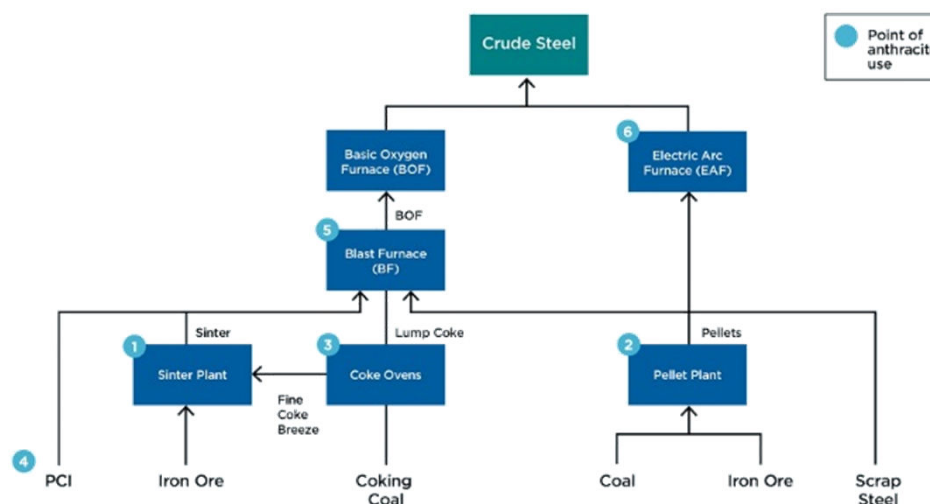 Crude Steel
Point of
anthracit
use
6
Basic Oxygen
Furnace (BOF)
Electric Arc
Furnace (EAF)
BOF
5
Blast Furnace
(BF)
Sinter
Lump Coke
Pellets
1
3
2
Sinter Plant
Coke Ovens
Pellet Plant
Fine
Coke
Breeze
4
PCI
Iron Ore
Coking
Coal
Coal
Iron Ore
Scrap
Steel